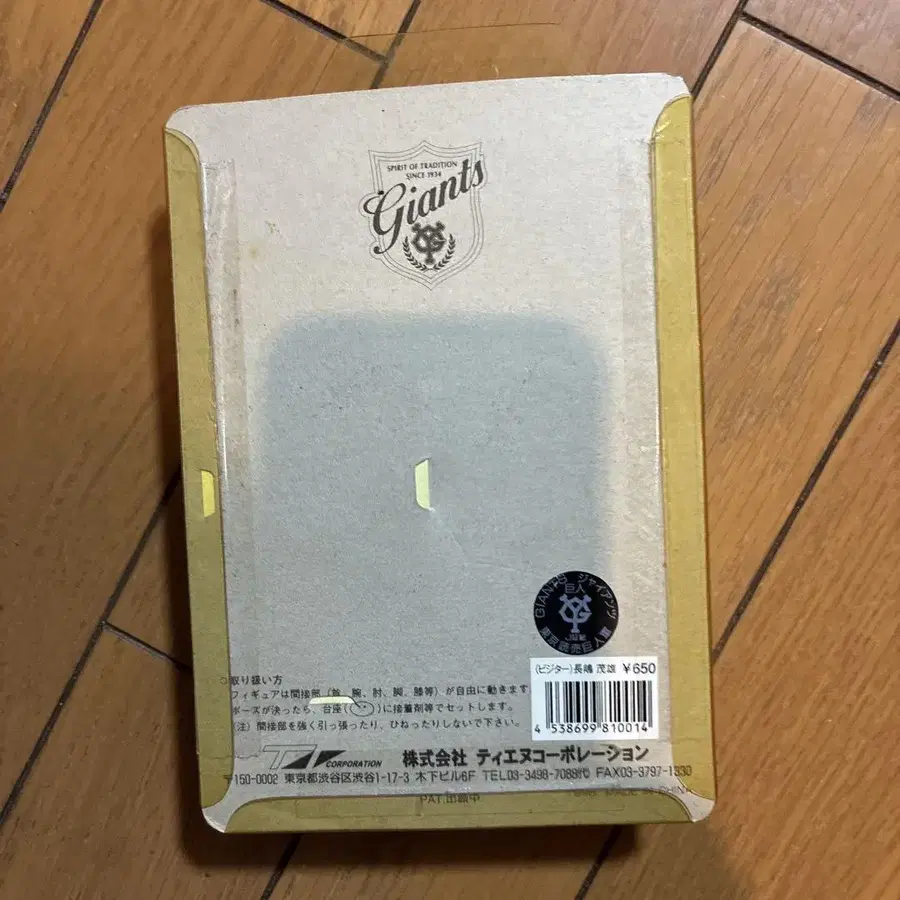 SPIRIT OF TRADITION
SINCE 1934
Giants
YG
GIANTS ジャイアンツ
巨人
YG
東京読売巨人軍
(ビジター)長嶋 茂雄 ¥650
4 538699 810014
取り扱い方
フィギュアは間接部(首、腕、肘、脚、膝等)が自由に動きます
ポーズが決ったら、台座( )に接着剤等でセットします。
(注)間接部を強く引っ張ったり、ひねったりしないで下さい。
CORPORATION 株式会社 ティエヌコーポレーション
〒150-0002 東京都渋谷区渋谷1-17-3 木下ビル6F TEL03-3498-7088代 FAX03-3797-1330
PAT.出願中